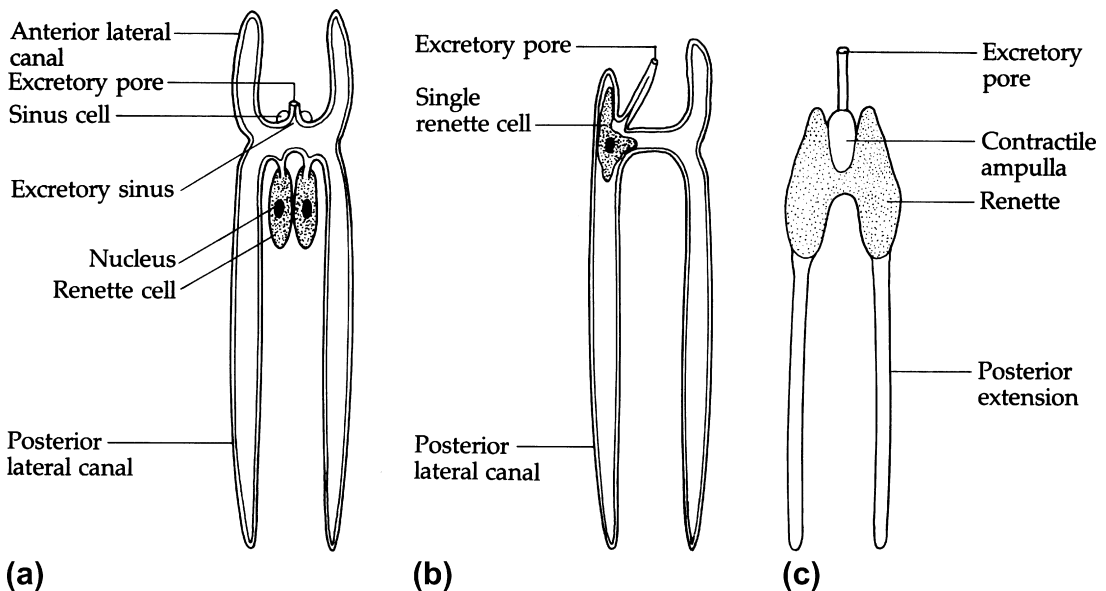 Anterior lateral
canal
Excretory pore
Sinus cell
Excretory sinus
Nucleus
Renette cell
Posterior
lateral canal
(a)
Excretory pore
Single
renette cell
Posterior
lateral canal
(b)
Excretory
pore
Contractile
ampulla
Renette
Posterior
extension
(c)